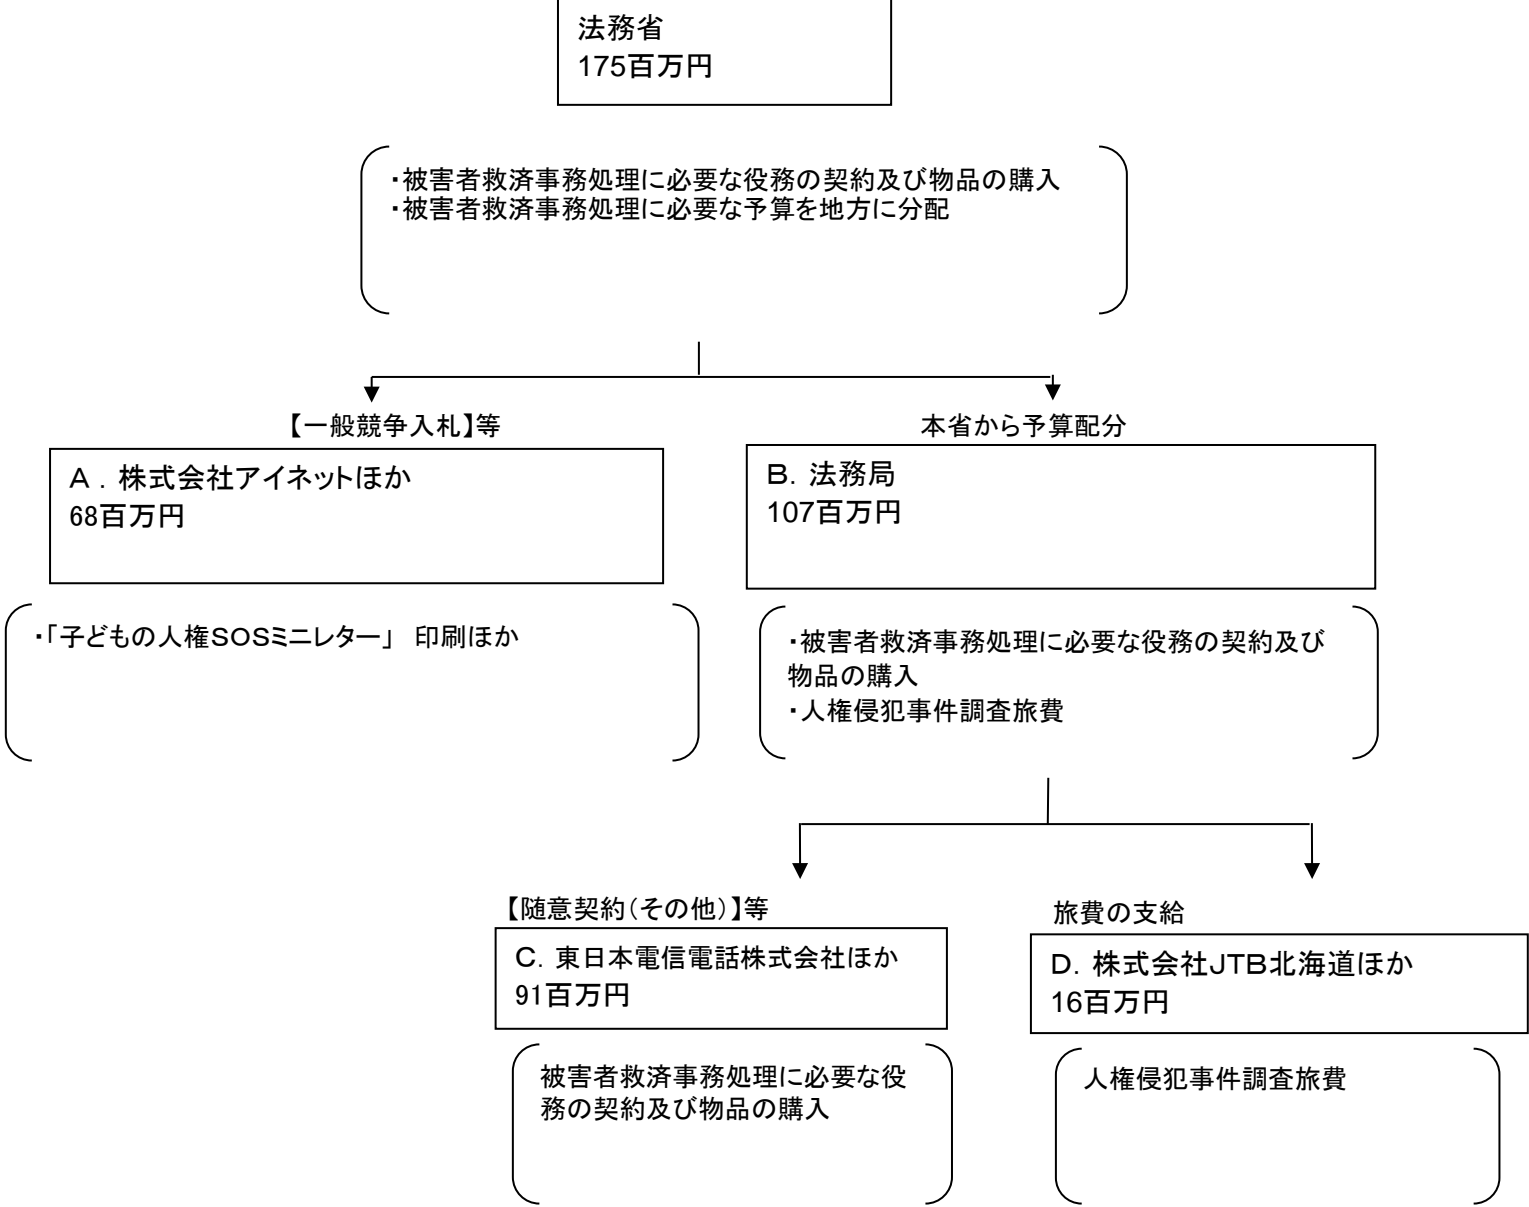 法務省
175百万円
・被害者救済事務処理に必要な役務の契約及び物品の購入
・被害者救済事務処理に必要な予算を地方に分配
【一般競争入札】等
A．株式会社アイネットほか
68百万円
・「子どもの人権SOSミニレター」　印刷ほか
本省から予算配分
B．法務局
107百万円
・被害者救済事務処理に必要な役務の契約及び
物品の購入
・人権侵犯事件調査旅費
【随意契約（その他）】等
C．東日本電信電話株式会社ほか
91百万円
被害者救済事務処理に必要な役
務の契約及び物品の購入
旅費の支給
D．株式会社JTB北海道ほか
16百万円
人権侵犯事件調査旅費